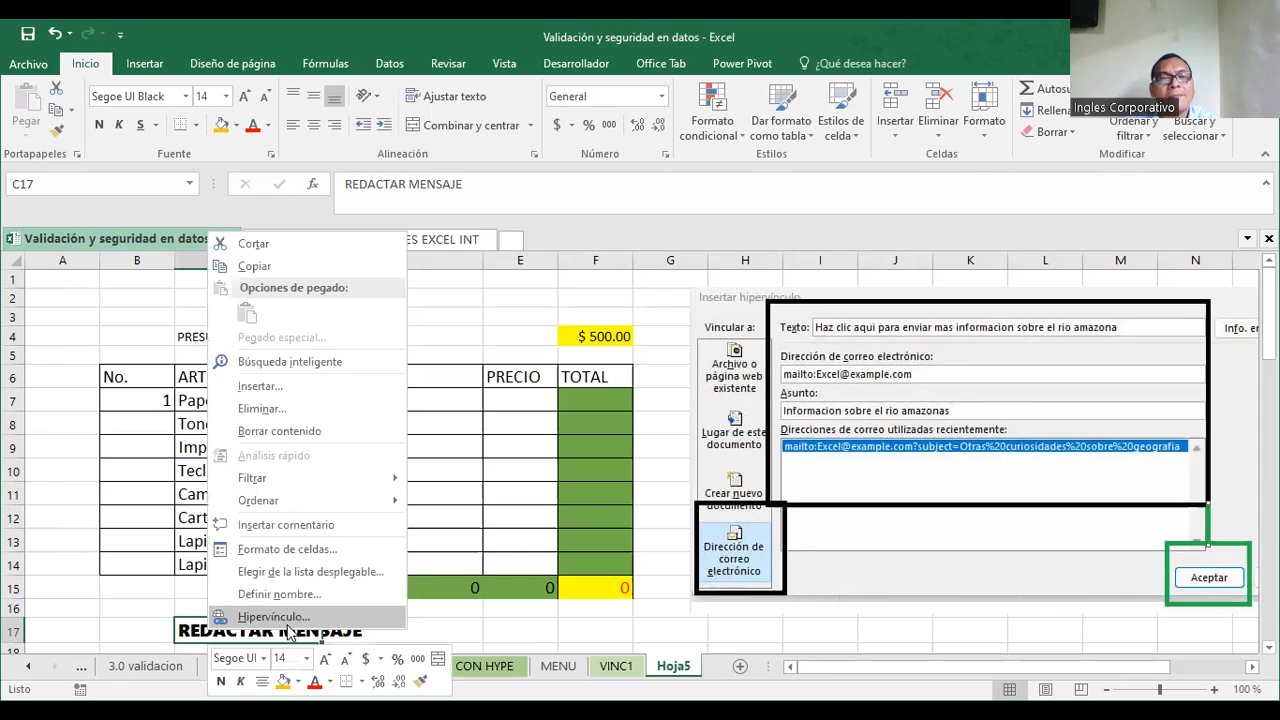 Validación y seguridad en datos - Excel
Ingles Corporativo
Archivo
Inicio
Insertar
Diseño de página
Fórmulas
Datos
Revisar
Vista
Desarrollador
Office Tab
Power Pivot
¿Qué desea hacer?
Pegar
Segoe UI Black
14
N K S
Ajustar texto
Combinar y centrar
General
$ % 000
Formato condicional
Dar formato como tabla
Estilos de celda
Insertar
Eliminar
Formato
Autosu
Rellena
Borrar
Ordenar y filtrar
Buscar y seleccionar
Portapapeles
Fuente
Alineación
Número
Estilos
Celdas
Modificar
C17
REDACTAR MENSAJE
Validación y seguridad en datos
ES EXCEL INT
A B E F G H I J K L M N
1
2
3
4 PRESU $ 500.00
5
6 No. ART PRECIO TOTAL
7 1 Pape
8 Tone
9 Imp
10 Tecl
11 Cam
12 Cart
13 Lapi
14 Lapi
15 0 0 0
16
17 REDACTAR MENSAJE
18
Cortar
Copiar
Opciones de pegado:
Pegado especial...
Búsqueda inteligente
Insertar...
Eliminar...
Borrar contenido
Análisis rápido
Filtrar
Ordenar
Insertar comentario
Formato de celdas...
Elegir de la lista desplegable...
Definir nombre...
Hipervínculo...
Segoe UI 14 $ % 000
N K
Insertar hipervínculo
Vincular a:
Texto: Haz clic aqui para enviar mas informacion sobre el rio amazona
Info. en
Archivo o página web existente
Dirección de correo electrónico:
mailto:Excel@example.com
Asunto:
Informacion sobre el rio amazonas
Lugar de este documento
Direcciones de correo utilizadas recientemente:
mailto:Excel@example.com?subject=Otras%20curiosidades%20sobre%20geografia
Crear nuevo documento
Dirección de correo electrónico
Aceptar
... 3.0 validacion
CON HYPE
MENU
VINC1
Hoja5
Listo
100 %